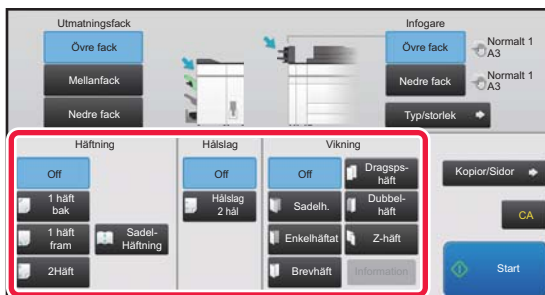 Utmatningsfack
Infogare
Övre fack
Övre fack
Normalt 1
A3
Mellanfack
Nedre fack
Normalt 1
A3
Nedre fack
Typ/storlek
Häftning
Hålslag
Vikning
Off
Off
Off
Dragsps-
häft
Kopior/Sidor
1 häft
bak
Hålslag
2 hål
Sadelh.
Dubbel-
häft
CA
1 häft
fram
Sadel-
Häftning
Enkelhäftat
Z-häft
2Häft
Brevhäft
Information
Start